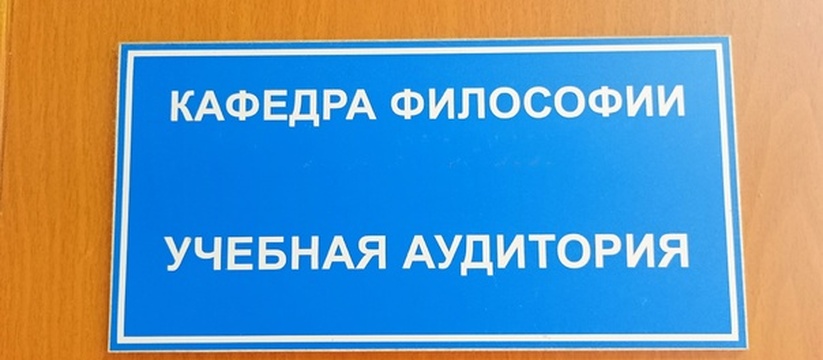 КАФЕДРА ФИЛОСОФИИ
УЧЕБНАЯ АУДИТОРИЯ